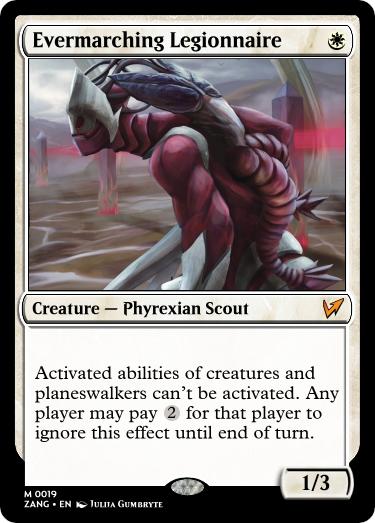 Evermarching Legionnaire
Creature — Phyrexian Scout
Activated abilities of creatures and
planeswalkers can't be activated. Any
player may pay 2 for that player to
ignore this effect until end of turn.
1/3
M 0019
ZANG • EN Julija Gumbryte